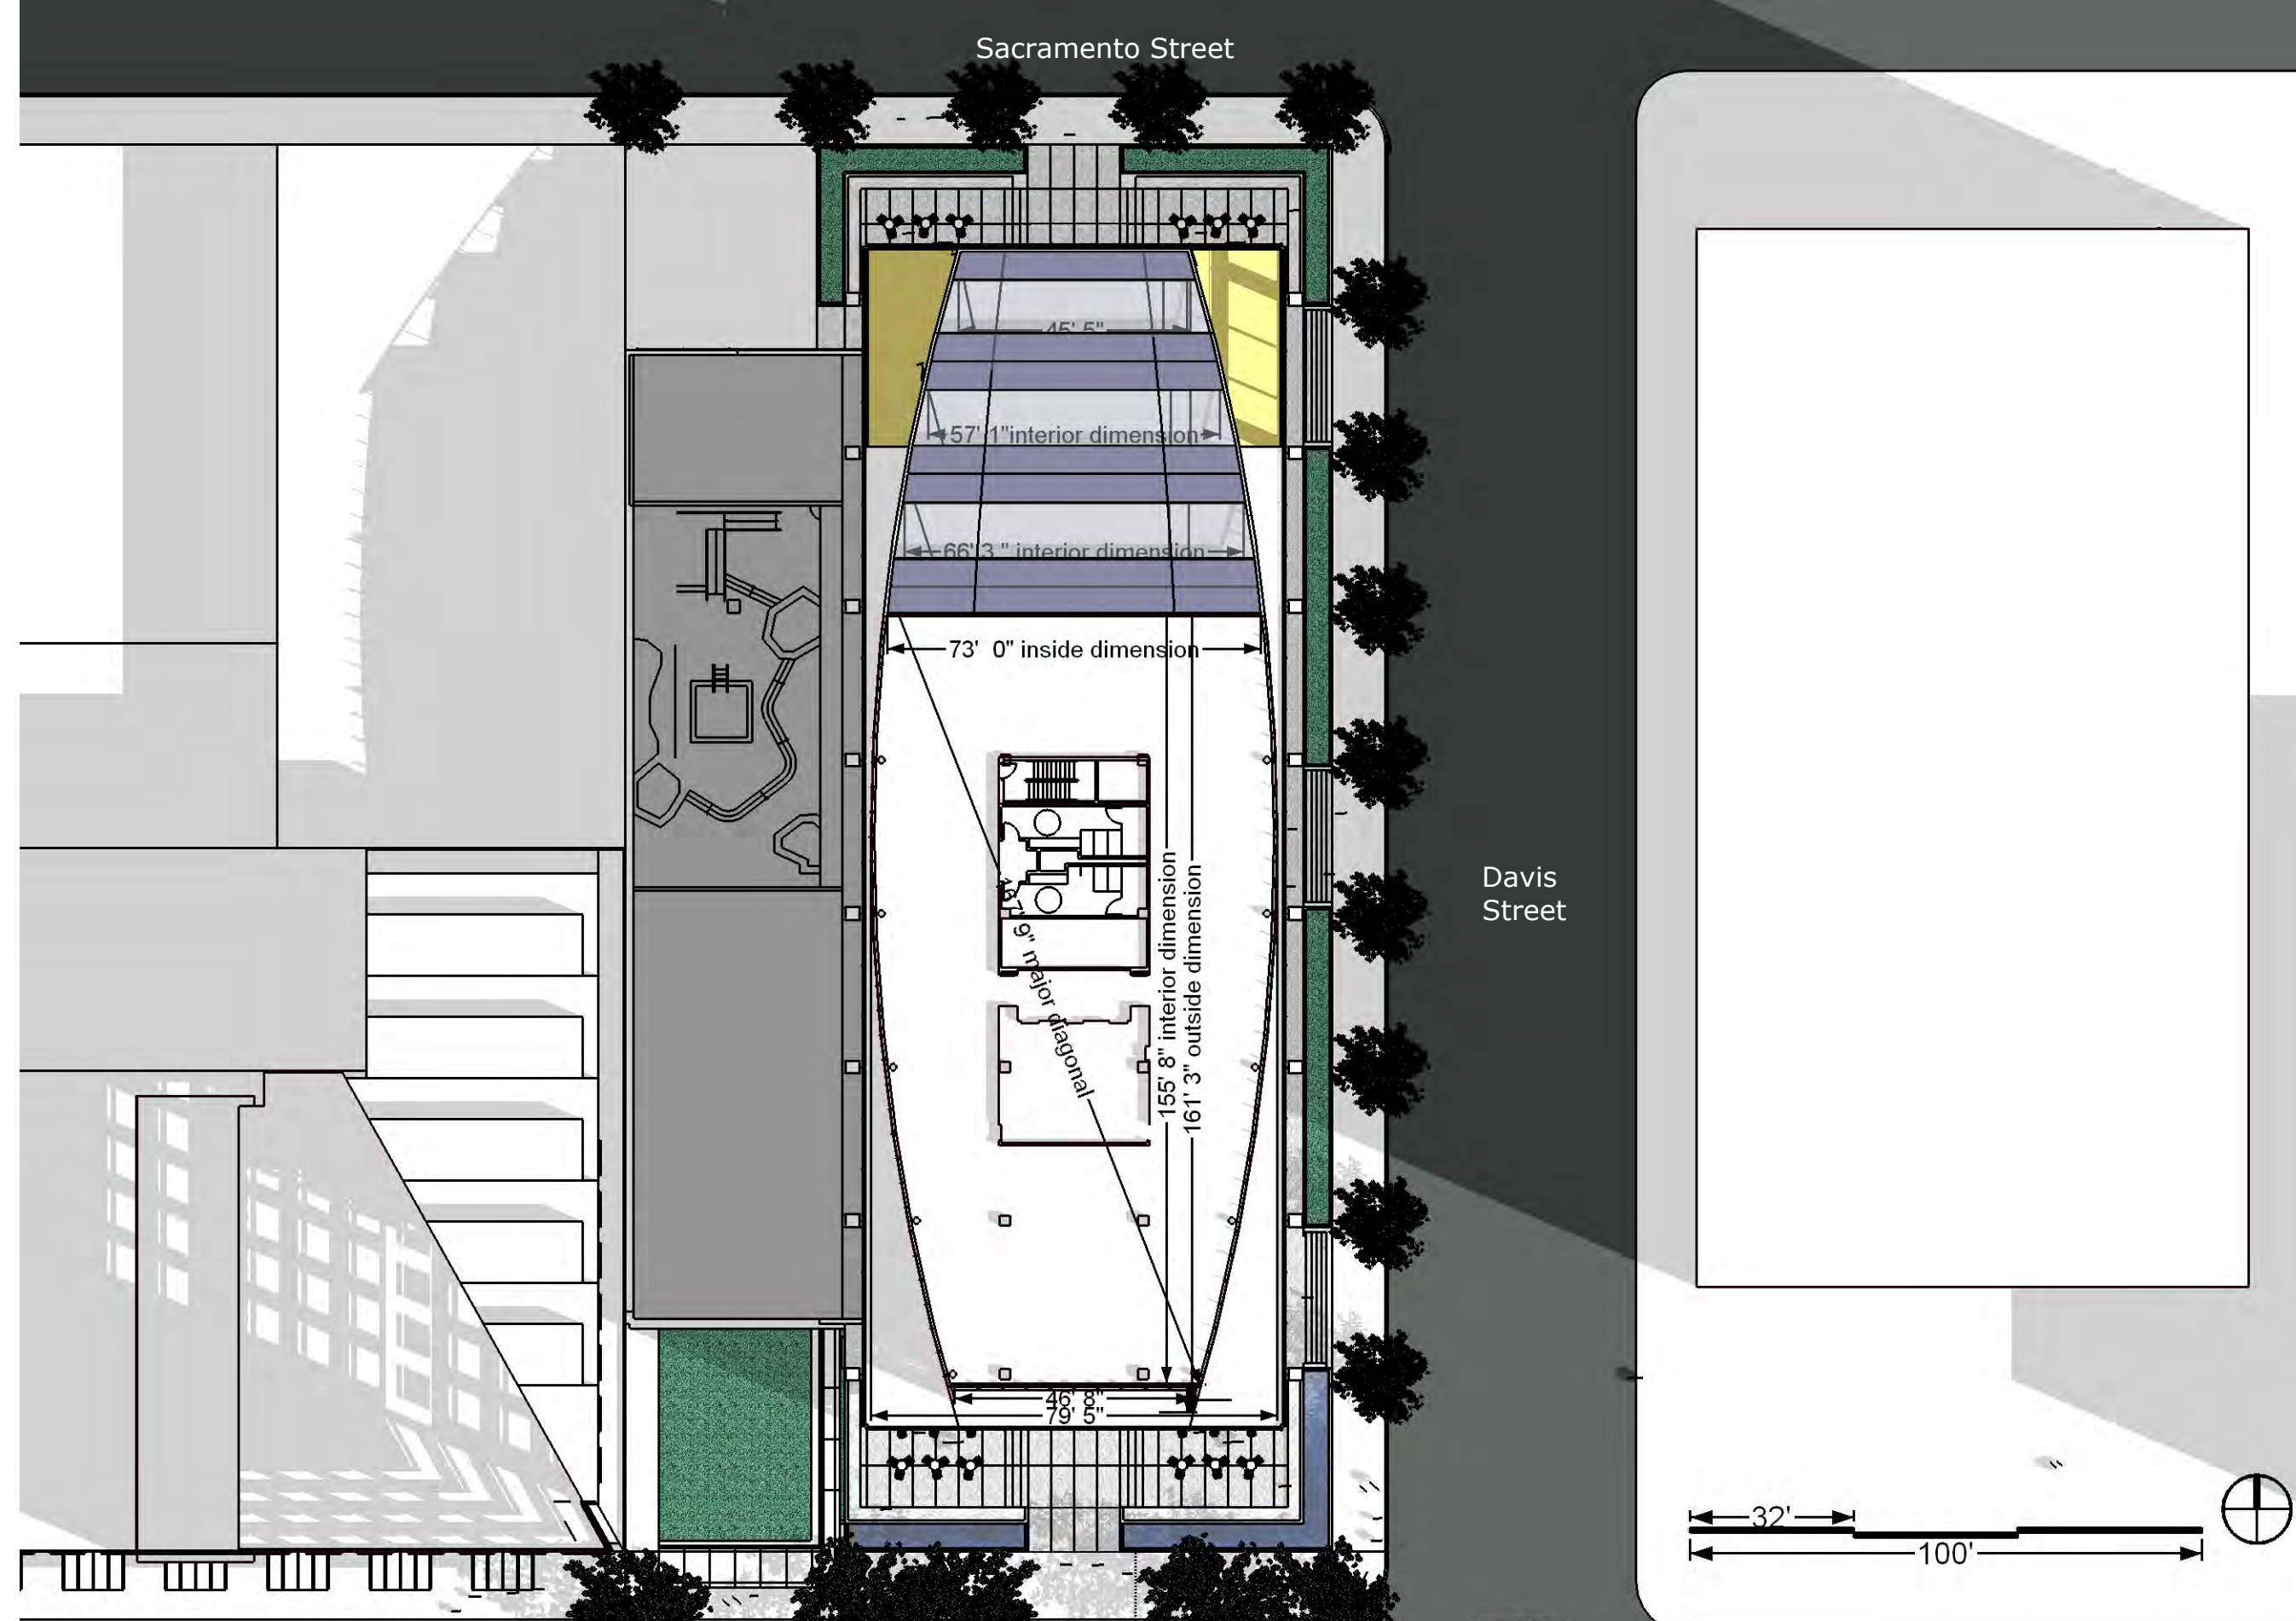 Sacramento Street
45' 5"
57' 1"interior dimension
66' 3 " interior dimension
73' 0" inside dimension
9" major diagonal
155' 8" interior dimension
161' 3" outside dimension
Davis
Street
46' 8"
79' 5"
32'
100'